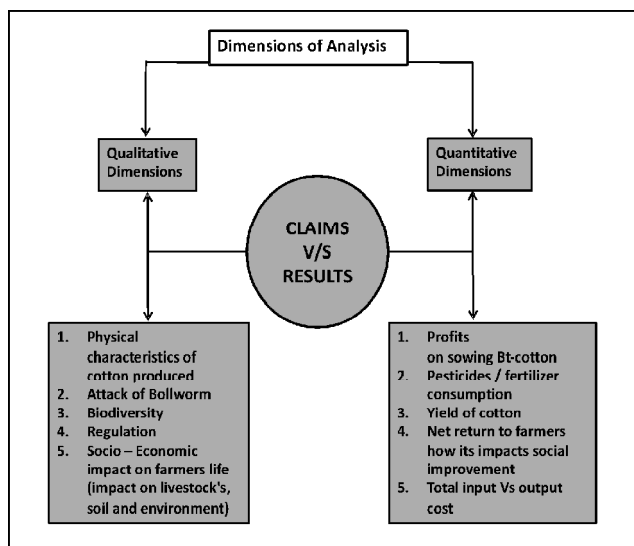 Dimensions of Analysis
Qualitative
Dimensions
Quantitative
Dimensions
CLAIMS
V/S
RESULTS
1. Physical
characteristics of
cotton produced
2. Attack of Bollworm
3. Biodiversity
4. Regulation
5. Socio – Economic
impact on farmers life
(impact on livestock's,
soil and environment)
1. Profits
on sowing Bt-cotton
2. Pesticides / fertilizer
consumption
3. Yield of cotton
4. Net return to farmers
how its impacts social
improvement
5. Total input Vs output
cost